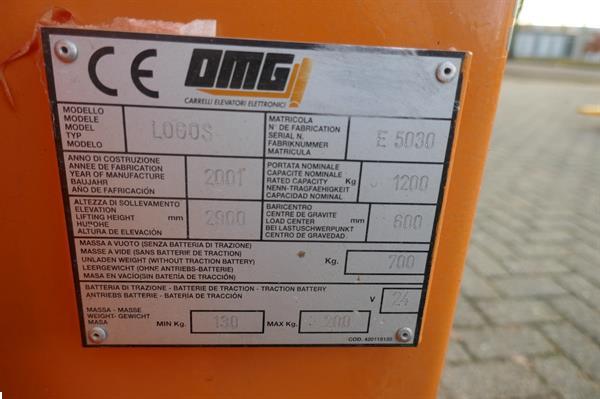 CE OMG
CARRELLI ELEVATORI ELETTRONICI
MODELLO
MODELE
MODEL
TYP
MODELO
LOGOS
MATRICOLA
N° DE FABRICATION
SERIAL N.
FABRIKNUMMER
MATRICULA
E 5030
ANNO DI COSTRUZIONE
ANNEE DE FABRICATION
YEAR OF MANUFACTURE
BAUJAHR
AÑO DE FAFRICACIÓN
2001
PORTATA NOMINALE
CAPACITE NOMINALE
RATED CAPACITY Kg
NENN-TRAGFAEHIGKEIT
CAPACIDAD NOMINAL
1200
ALTEZZA DI SOLLEVAMENTO
ELEVATION
LIFTING HEIGHT mm
HUBHOHE
ALTURA DE ELEVACIÓN
2900
BARICENTRO
CENTRE DE GRAVITE
LOAD CENTER mm
BEI LASTUSCHWERPUNKT
CENTRO DE GRAVEDAD
600
MASSA A VUOTO (SENZA BATTERIA DI TRAZIONE)
MASSE A VIDE (SANS BATTERIE DE TRACTION)
UNLADEN WEIGHT (WITHOUT TRACTION BATTERY)
LEERGEWICHT (OHNE ANTRIEBS-BATTERIE)
MASA EN VACIO(SIN BATERÍA DE TRACCIÓN)
Kg. 700
BATTERIA DI TRAZIONE - BATTERIE DE TRACTION - TRACTION BATTERY
ANTRIEBS BATTERIE - BATERÍA DE TRACCIÓN
V 24
MASSA - MASSE
WEIGHT- GEWICHT
MASA
MIN Kg. 130 MAX Kg. 200
COD. 420119130